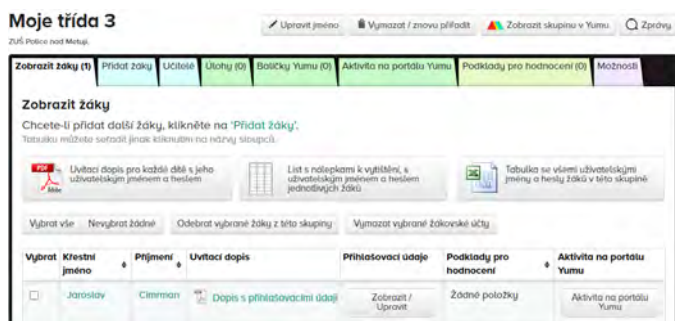 Moje třída 3
Upravit jméno
Vymazat / znovu přiřadit
Zobrazit skupinu v Yumu
Zprávy
ZUŠ Police nad Metují.
Zobrazit žáky (1)
Přidat žáky
Učitelé
Úlohy (0)
Balíčky Yumu (0)
Aktivita na portálu Yumu
Podklady pro hodnocení (0)
Možnosti
Zobrazit žáky
Chcete-li přidat další žáky, klikněte na 'Přidat žáky'.
Tabulku můžete seřadit jinak kliknutím na názvy sloupců.
PDF
Adobe
Uvítací dopis pro každé dítě s jeho
uživatelským jménem a heslem
List s nálepkami k vytištění, s
uživatelským jménem a heslem
jednotlivých žáků
Tabulka se všemi uživatelskými
jmény a hesly žáků v této skupině
Vybrat vše
Nevybrat žádné
Odebrat vybrané žáky z této skupiny
Vymazat vybrané žákovské účty
Vybrat
Křestní
jméno
Příjmení
Uvítací dopis
Přihlašovací údaje
Podklady pro
hodnocení
Aktivita na portálu
Yumu
Jaroslav
Cimrman
Dopis s přihlašovacími údaji
Zobrazit /
Upravit
Žádné položky
Aktivita na portálu
Yumu